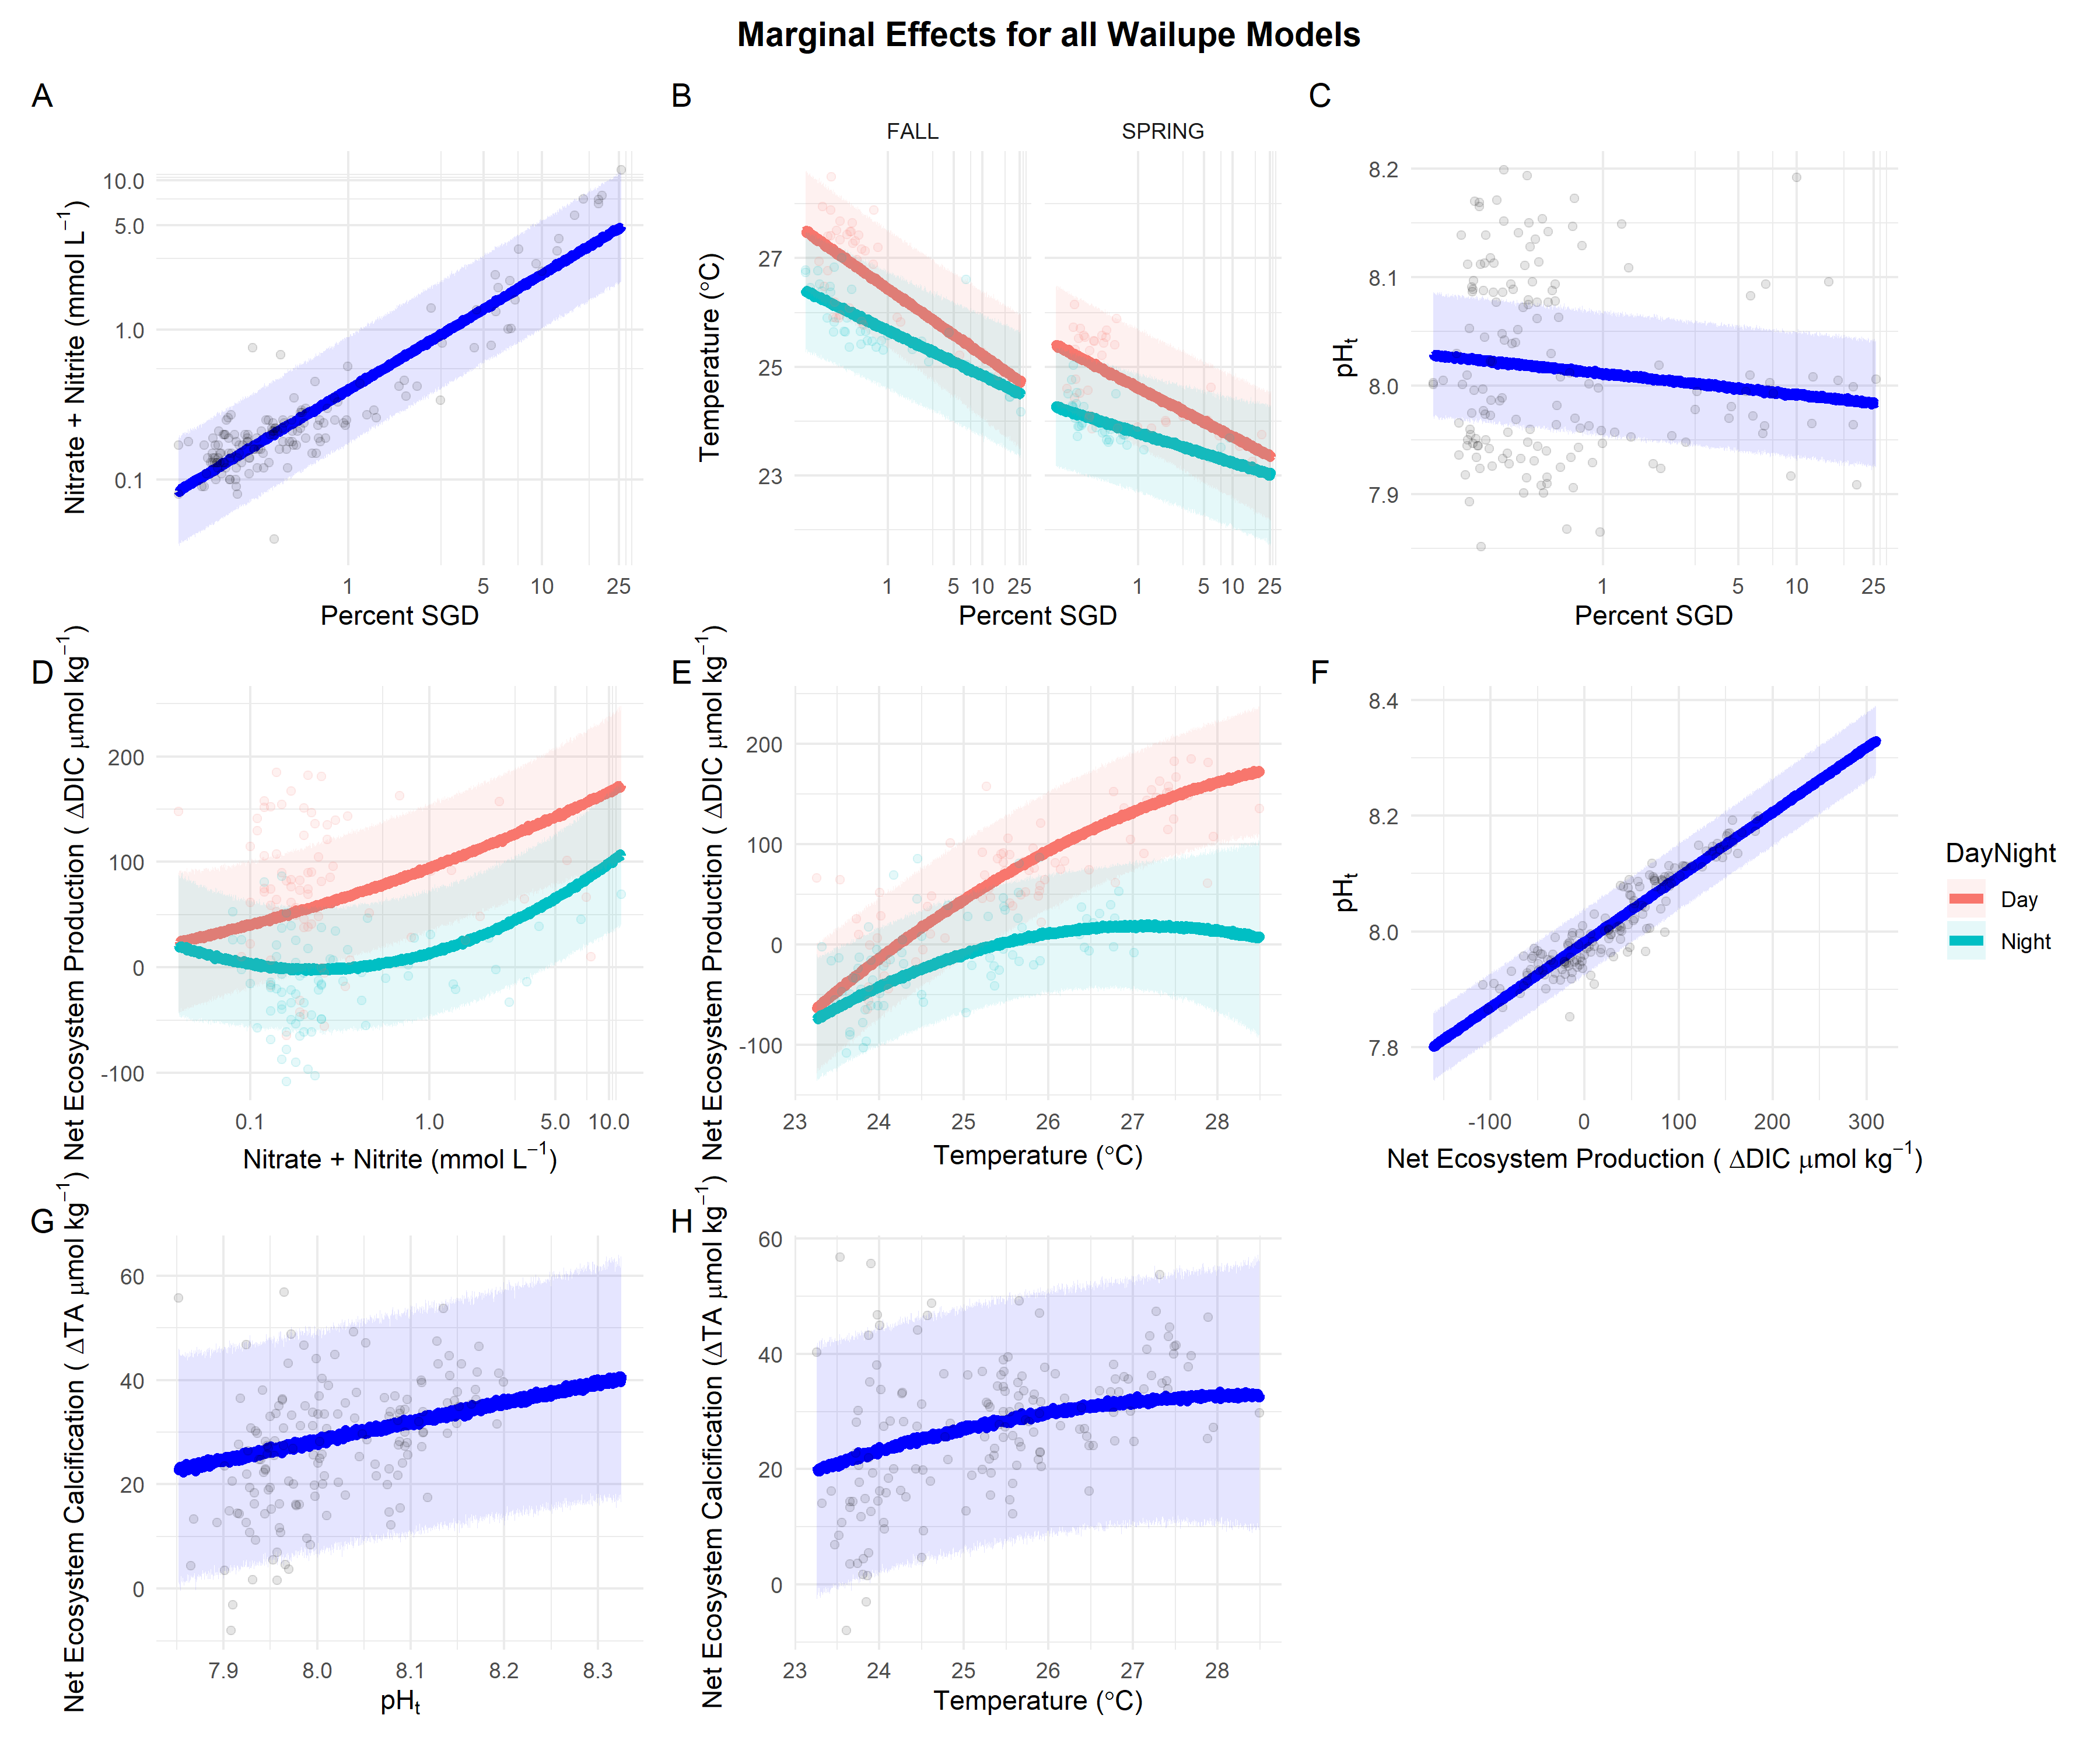 Marginal Effects for all Wailupe Models
A
Nitrate + Nitrite (mmol L⁻¹)
10.0
5.0
1.0
0.1
1 5 10 25
Percent SGD
B
FALL SPRING
Temperature (°C)
27
25
23
1 5 10 25 1 5 10 25
Percent SGD
C
pHₜ
8.2
8.1
8.0
7.9
1 5 10 25
Percent SGD
D
Net Ecosystem Production ( ΔDIC μmol kg⁻¹)
200
100
0
-100
0.1 1.0 5.0 10.0
Nitrate + Nitrite (mmol L⁻¹)
E
Net Ecosystem Production ( ΔDIC μmol kg⁻¹)
200
100
0
-100
23 24 25 26 27 28
Temperature (°C)
F
pHₜ
8.4
8.2
8.0
7.8
-100 0 100 200 300
Net Ecosystem Production ( ΔDIC μmol kg⁻¹)
DayNight
Day
Night
G
Net Ecosystem Calcification ( ΔTA μmol kg⁻¹)
60
40
20
0
7.9 8.0 8.1 8.2 8.3
pHₜ
H
Net Ecosystem Calcification (ΔTA μmol kg⁻¹)
60
40
20
0
23 24 25 26 27 28
Temperature (°C)